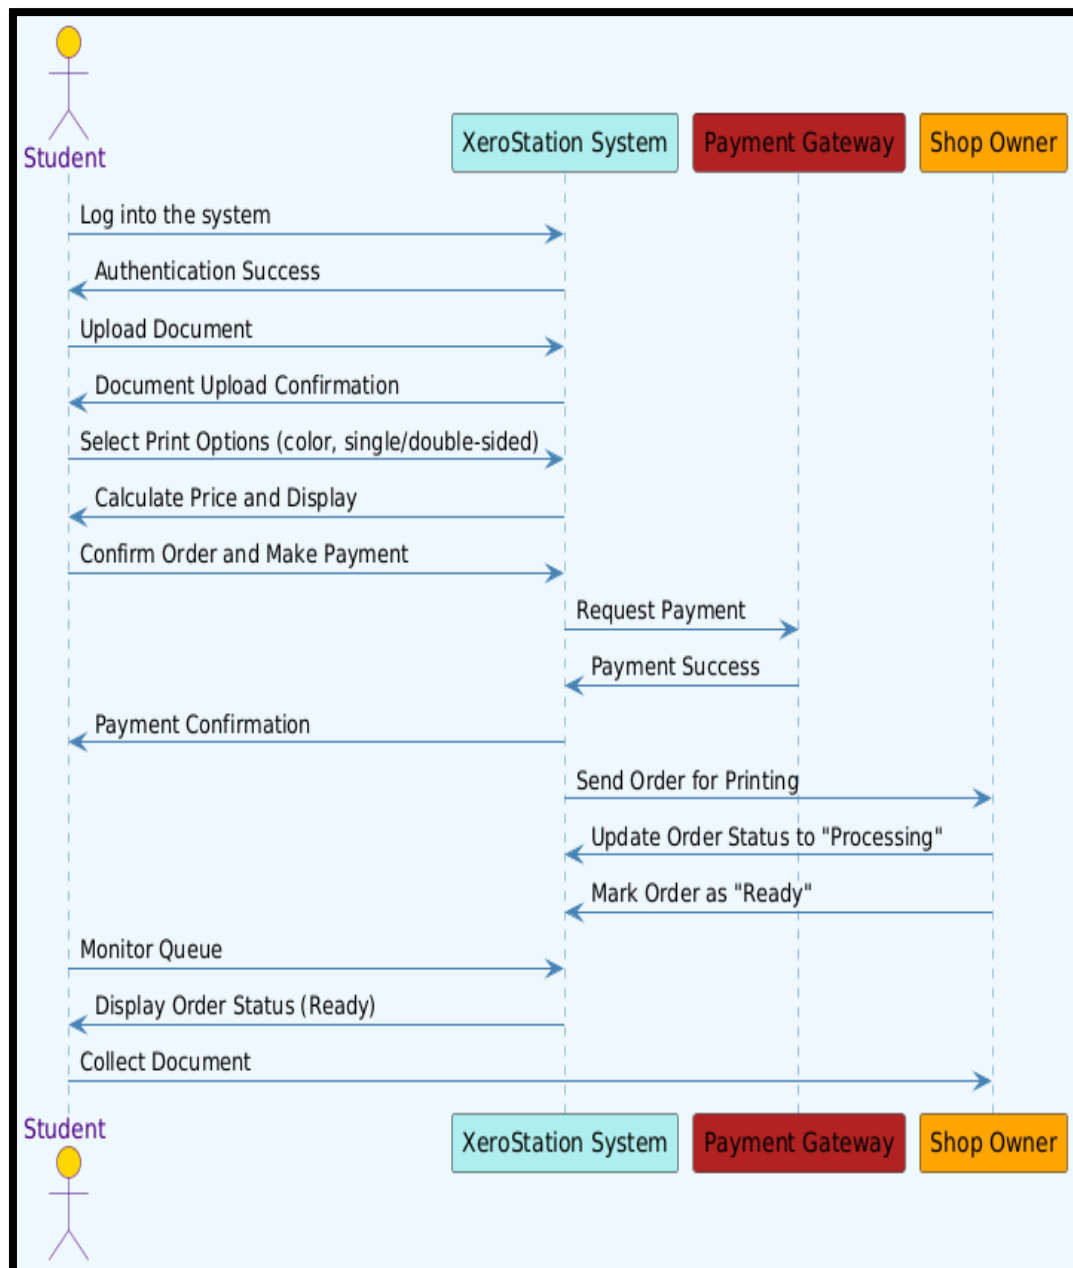 Student
XeroStation System
Payment Gateway
Shop Owner
Log into the system
Authentication Success
Upload Document
Document Upload Confirmation
Select Print Options (color, single/double-sided)
Calculate Price and Display
Confirm Order and Make Payment
Request Payment
Payment Success
Payment Confirmation
Send Order for Printing
Update Order Status to "Processing"
Mark Order as "Ready"
Monitor Queue
Display Order Status (Ready)
Collect Document
Student
XeroStation System
Payment Gateway
Shop Owner